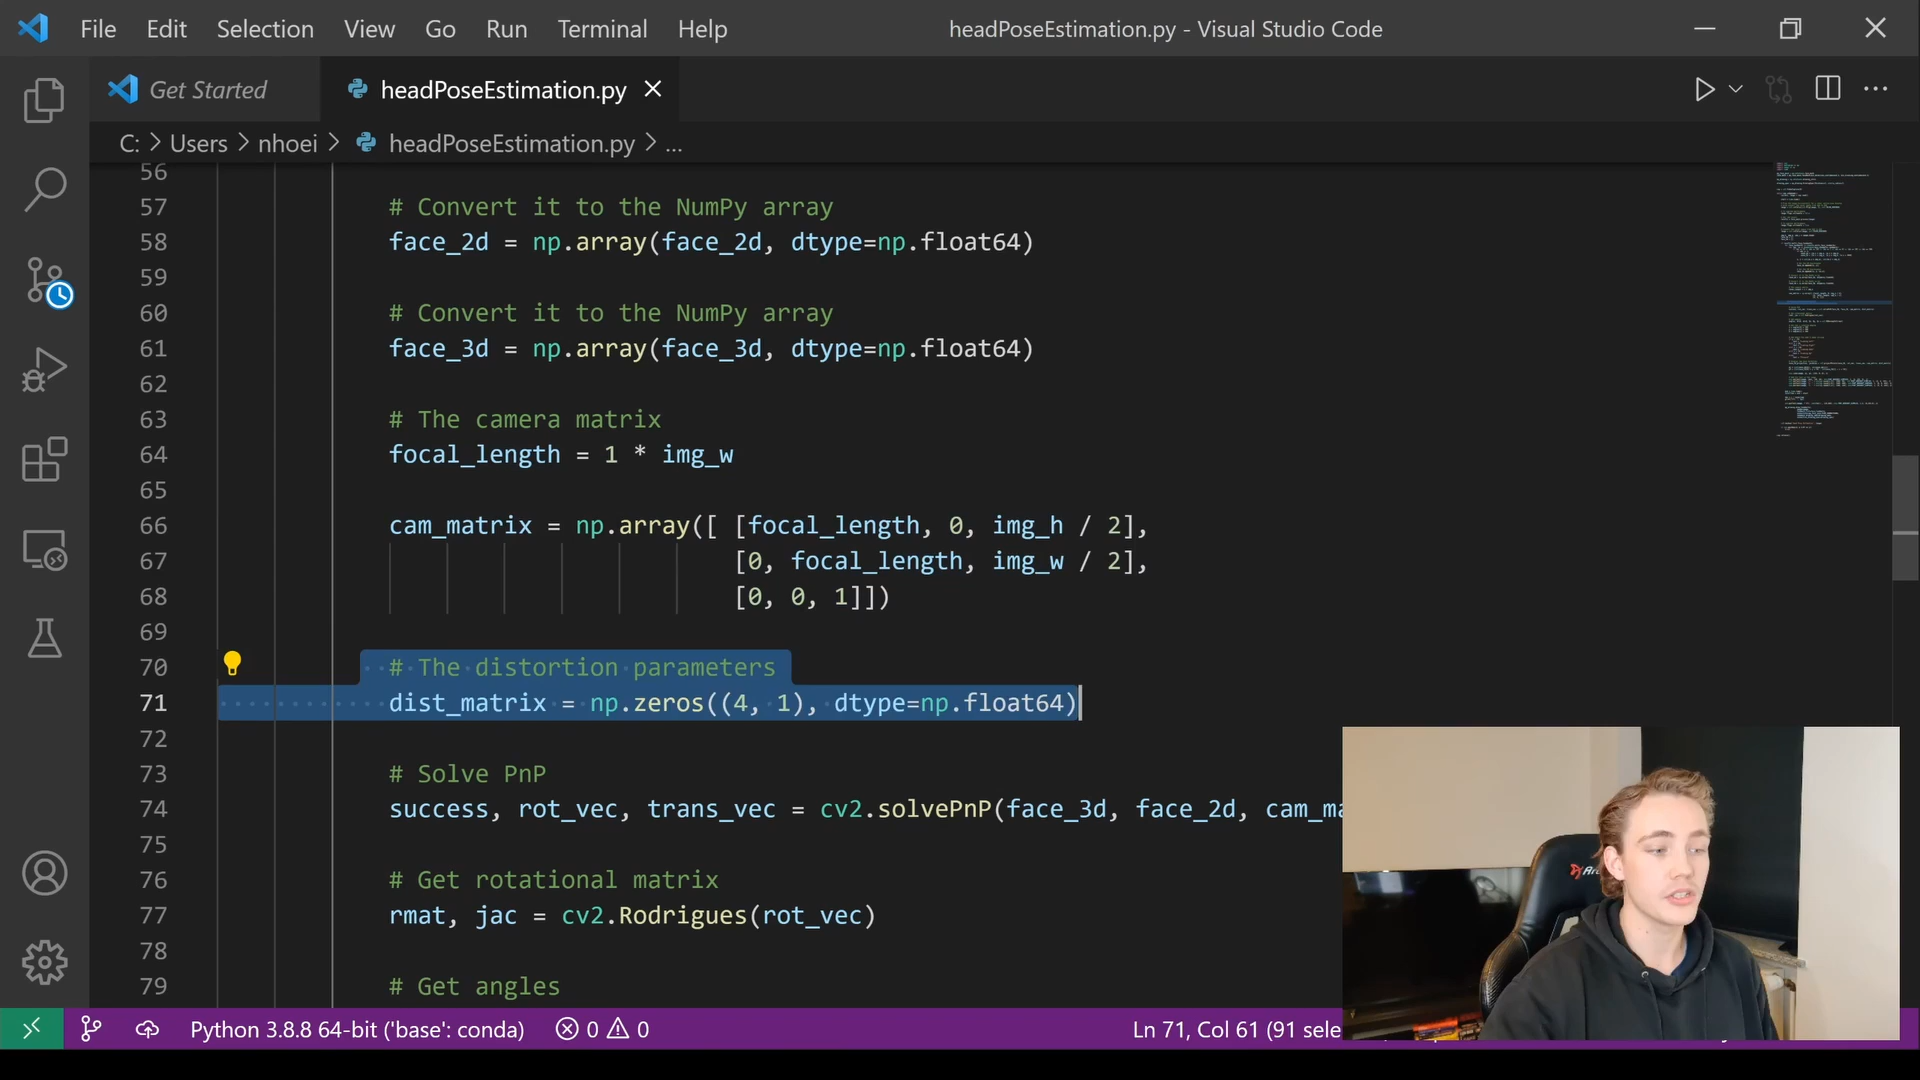 File Edit Selection View Go Run Terminal Help headPoseEstimation.py - Visual Studio Code
Get Started headPoseEstimation.py
C: > Users > nhoei > headPoseEstimation.py > ...
56
57 # Convert it to the NumPy array
58 face_2d = np.array(face_2d, dtype=np.float64)
59
60 # Convert it to the NumPy array
61 face_3d = np.array(face_3d, dtype=np.float64)
62
63 # The camera matrix
64 focal_length = 1 * img_w
65
66 cam_matrix = np.array([ [focal_length, 0, img_h / 2],
67 [0, focal_length, img_w / 2],
68 [0, 0, 1]])
69
70 # The distortion parameters
71 dist_matrix = np.zeros((4, 1), dtype=np.float64)
72
73 # Solve PnP
74 success, rot_vec, trans_vec = cv2.solvePnP(face_3d, face_2d, cam_ma
75
76 # Get rotational matrix
77 rmat, jac = cv2.Rodrigues(rot_vec)
78
79 # Get angles
Python 3.8.8 64-bit ('base': conda) 0 0 Ln 71, Col 61 (91 sele